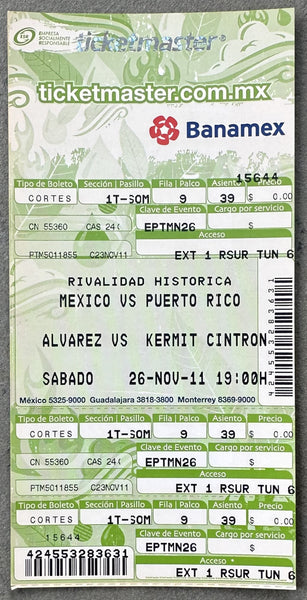 ESR EMPRESA
SOCIALMENTE
RESPONSABLE
ticketmaster®
ticketmaster.com.mx
Banamex
15644
Tipo de Boleto Sección | Pasillo Fila | Palco Asiento Precio
CORTES 1T-SOM 9 39 $ 0.00
Clave de Evento Cargo por servicio
CN 55360 CAS 24( EPTMN26 $
Acceso
PTM5011855 C23NOV11 EXT 1 RSUR TUN 6
RIVALIDAD HISTORICA
MEXICO VS PUERTO RICO
ALVAREZ VS KERMIT CINTRON
SABADO 26-NOV-11 19:00H
424553283631
México 5325-9000 Guadalajara 3818-3800 Monterrey 8369-9000
Tipo de Boleto Sección | Pasillo Fila | Palco Asiento Precio
CORTES 1T-SOM 9 39 $ 0.00
Clave de Evento Cargo por servicio
CN 55360 CAS 24( EPTMN26 $
Acceso
PTM5011855 C23NOV11 EXT 1 RSUR TUN 6
Tipo de Boleto Sección | Pasillo Fila | Palco Asiento Precio
CORTES 1T-SOM 9 39 $ 0.00
15644 Clave de Evento Cargo por servicio
424553283631 EPTMN26 $
Acceso
EXT 1 RSUR TUN 6